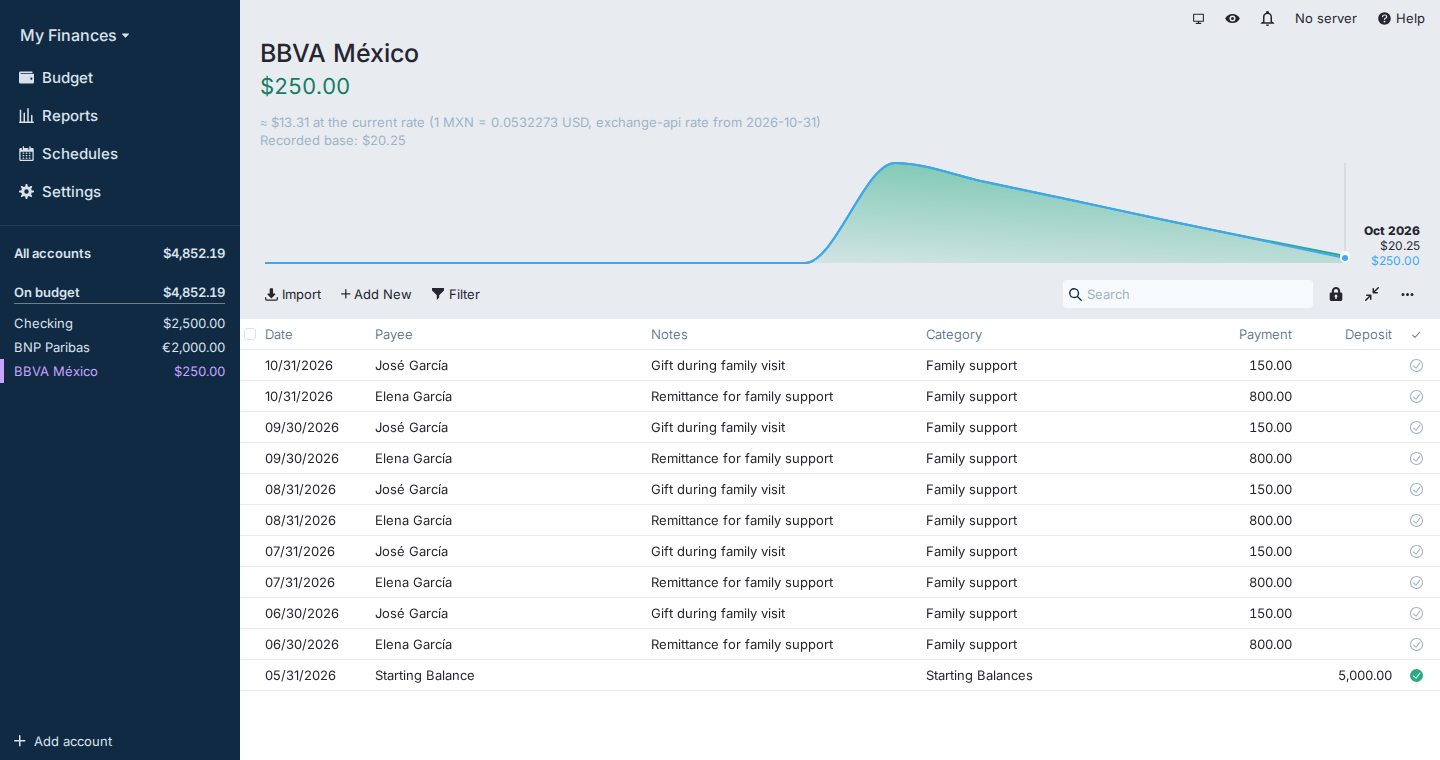 My Finances
Budget
Reports
Schedules
Settings
All accounts $4,852.19
On budget $4,852.19
Checking $2,500.00
BNP Paribas €2,000.00
BBVA México $250.00
Add account
No server Help
BBVA México
$250.00
≈ $13.31 at the current rate (1 MXN = 0.0532273 USD, exchange-api rate from 2026-10-31)
Recorded base: $20.25
Oct 2026
$20.25
$250.00
Import Add New Filter Search
Date Payee Notes Category Payment Deposit
10/31/2026 José García Gift during family visit Family support 150.00
10/31/2026 Elena García Remittance for family support Family support 800.00
09/30/2026 José García Gift during family visit Family support 150.00
09/30/2026 Elena García Remittance for family support Family support 800.00
08/31/2026 José García Gift during family visit Family support 150.00
08/31/2026 Elena García Remittance for family support Family support 800.00
07/31/2026 José García Gift during family visit Family support 150.00
07/31/2026 Elena García Remittance for family support Family support 800.00
06/30/2026 José García Gift during family visit Family support 150.00
06/30/2026 Elena García Remittance for family support Family support 800.00
05/31/2026 Starting Balance Starting Balances 5,000.00